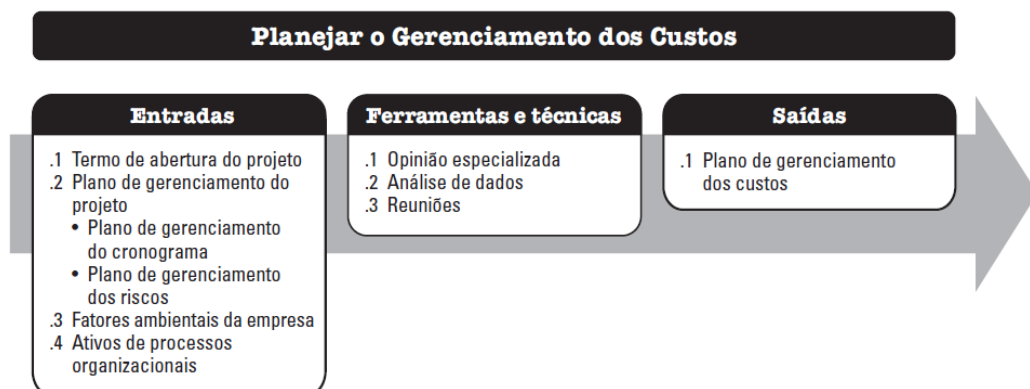 Planejar o Gerenciamento dos Custos
Entradas
.1 Termo de abertura do projeto
.2 Plano de gerenciamento do
projeto
• Plano de gerenciamento
do cronograma
• Plano de gerenciamento
dos riscos
.3 Fatores ambientais da empresa
.4 Ativos de processos
organizacionais
Ferramentas e técnicas
.1 Opinião especializada
.2 Análise de dados
.3 Reuniões
Saídas
.1 Plano de gerenciamento
dos custos